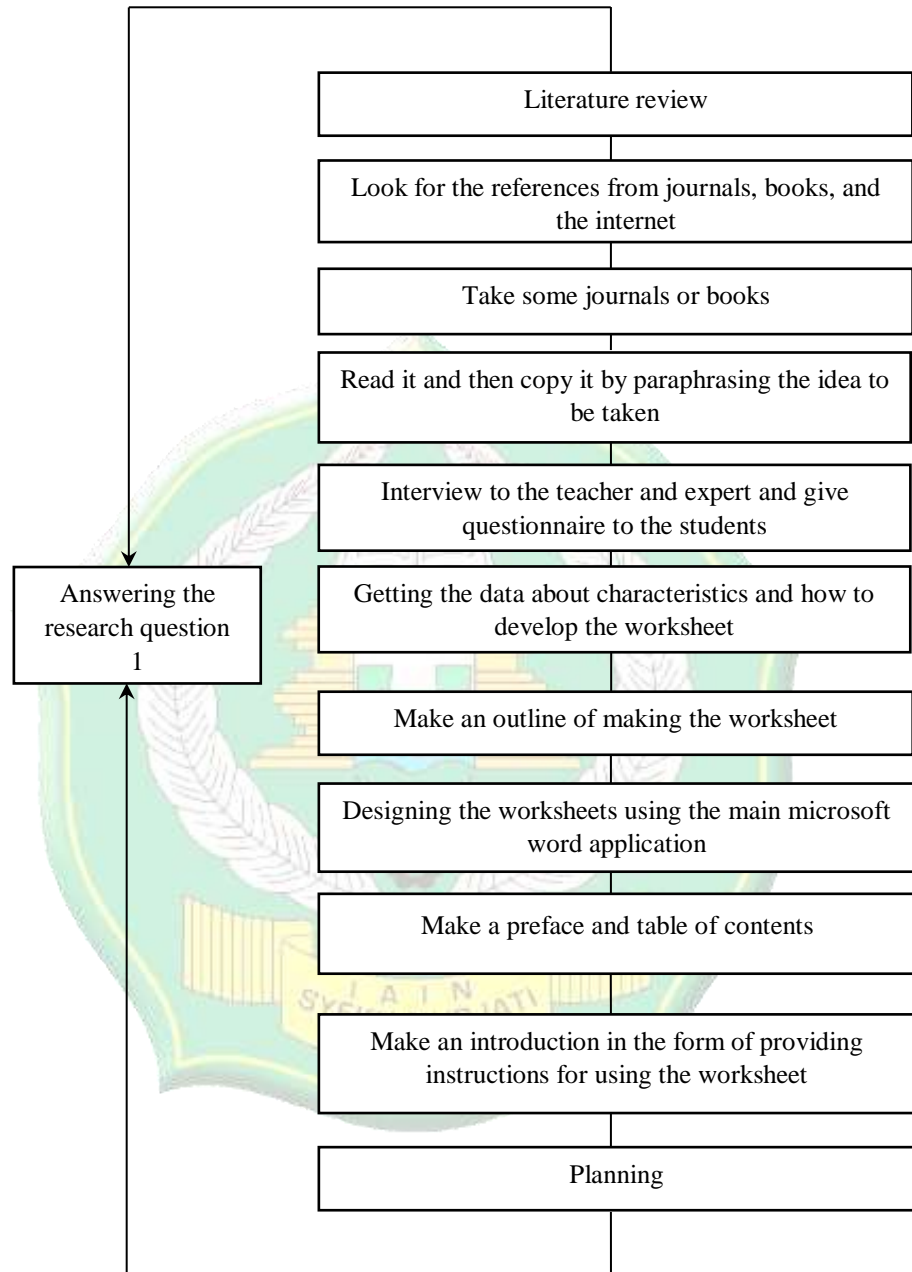 Literature review
Look for the references from journals, books, and
the internet
Take some journals or books
Read it and then copy it by paraphrasing the idea to
be taken
Interview to the teacher and expert and give
questionnaire to the students
Answering the
research question
1
Getting the data about characteristics and how to
develop the worksheet
Make an outline of making the worksheet
Designing the worksheets using the main microsoft
word application
Make a preface and table of contents
I A I N
Make an introduction in the form of providing
instructions for using the worksheet
Planning